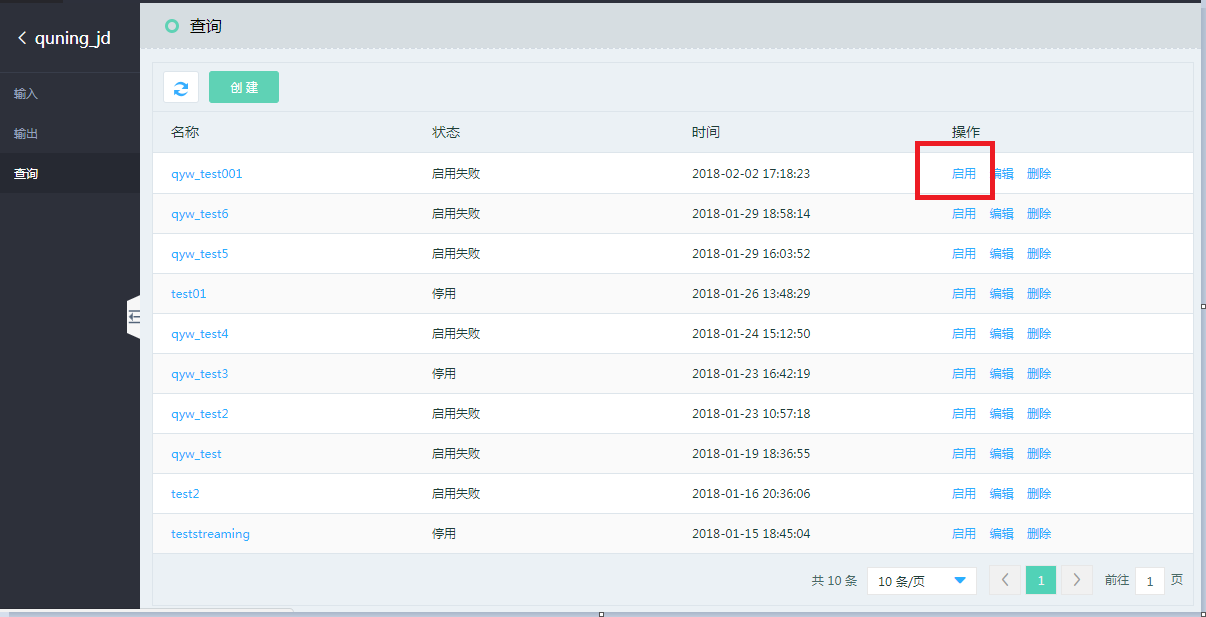 quning_jd
输入
输出
查询
查询
创建
名称 状态 时间 操作
qyw_test001 启用失败 2018-02-02 17:18:23 启用 编辑 删除
qyw_test6 启用失败 2018-01-29 18:58:14 启用 编辑 删除
qyw_test5 启用失败 2018-01-29 16:03:52 启用 编辑 删除
test01 停用 2018-01-26 13:48:29 启用 编辑 删除
qyw_test4 启用失败 2018-01-24 15:12:50 启用 编辑 删除
qyw_test3 停用 2018-01-23 16:42:19 启用 编辑 删除
qyw_test2 启用失败 2018-01-23 10:57:18 启用 编辑 删除
qyw_test 启用失败 2018-01-19 18:36:55 启用 编辑 删除
test2 启用失败 2018-01-16 20:36:06 启用 编辑 删除
teststreaming 停用 2018-01-15 18:45:04 启用 编辑 删除
共 10 条 10 条/页 1 前往 1 页